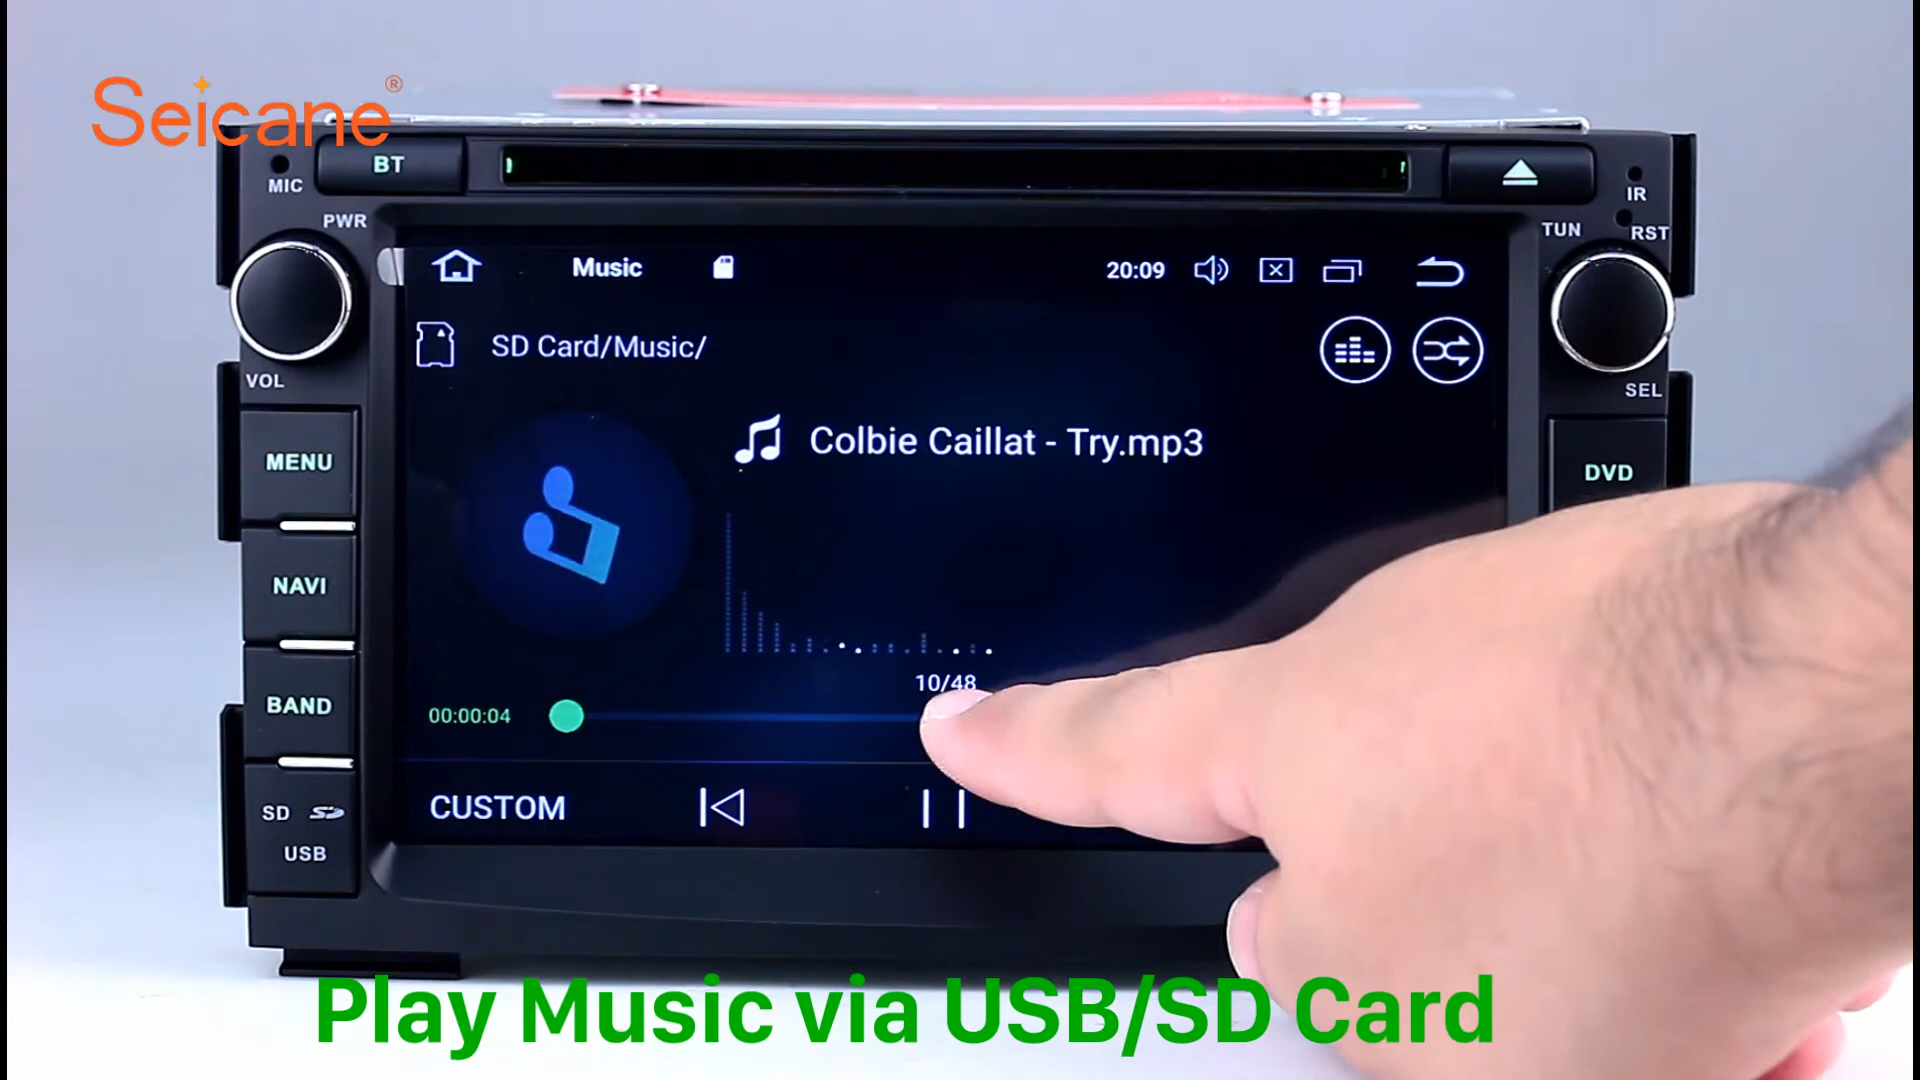 Seicane®
BT
MIC
IR
PWR
TUN
RST
Music
20:09
SD Card/Music/
VOL
SEL
Colbie Caillat - Try.mp3
MENU
DVD
NAVI
10/48
BAND
00:00:04
CUSTOM
SD
USB
Play Music via USB/SD Card